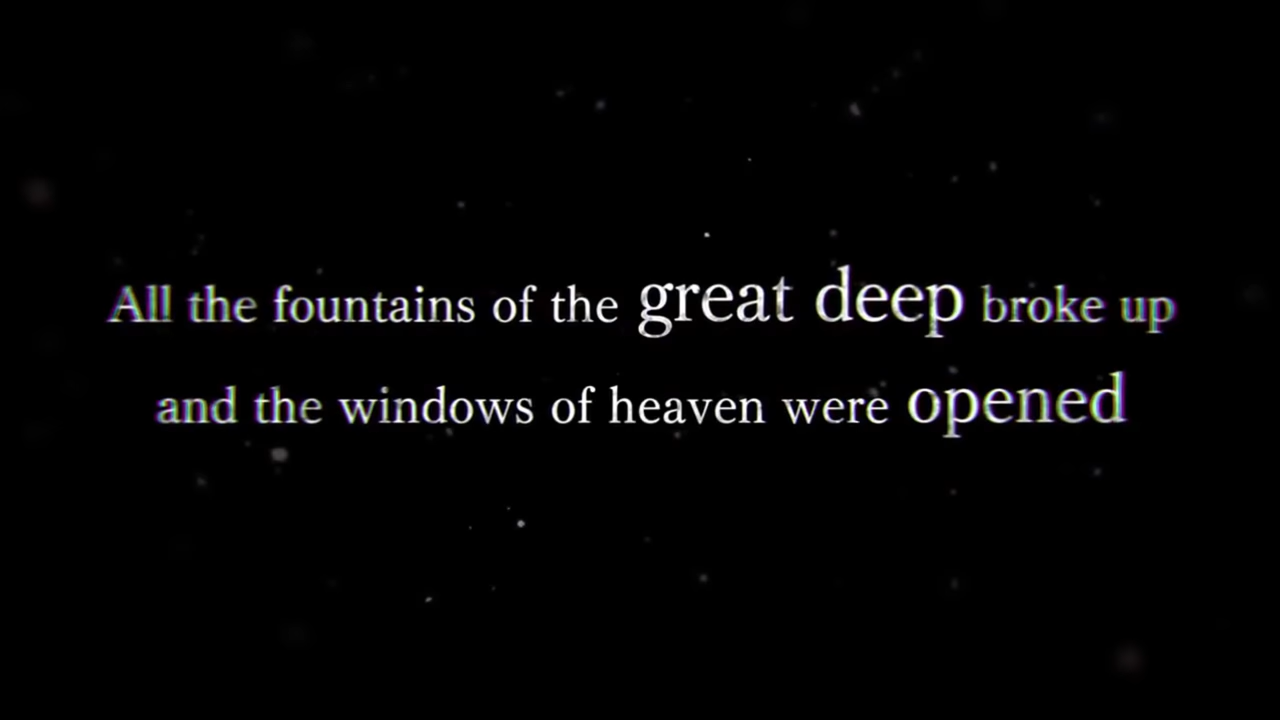 All the fountains of the great deep broke up
and the windows of heaven were opened